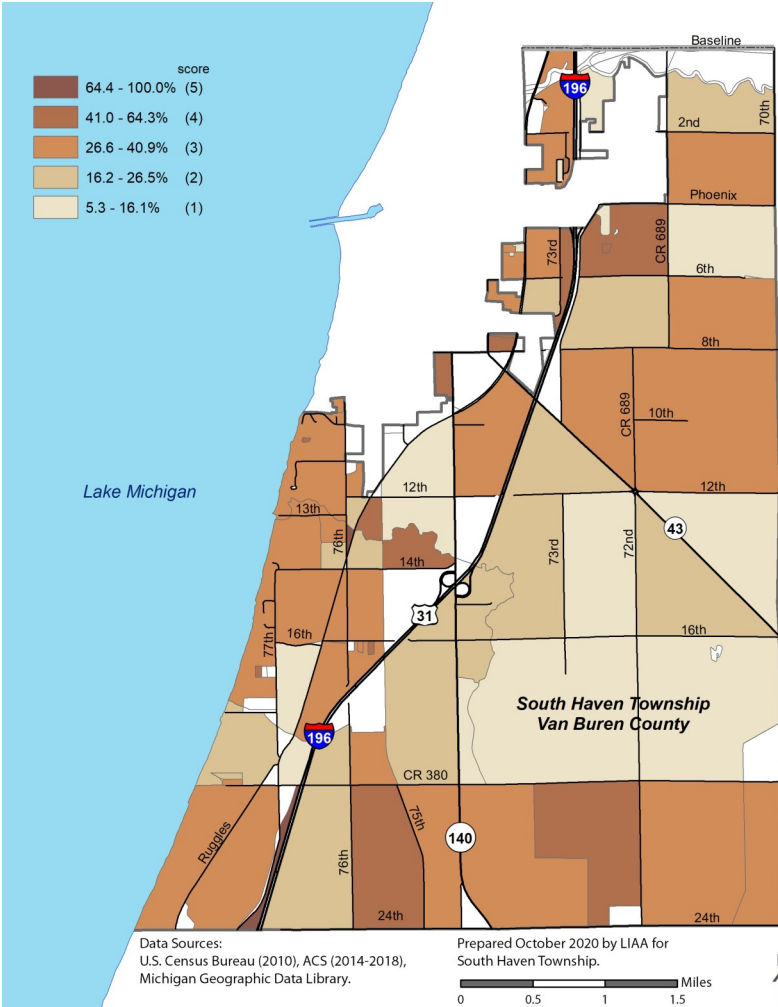 score
64.4 - 100.0% (5)
41.0 - 64.3% (4)
26.6 - 40.9% (3)
16.2 - 26.5% (2)
5.3 - 16.1% (1)
Baseline
196
70th
2nd
Phoenix
73rd
CR 689
6th
8th
CR 689
10th
Lake Michigan
12th
12th
13th
76th
43
73rd
72nd
14th
31
77th
16th
16th
South Haven Township
Van Buren County
196
CR 380
Ruggles
76th
75th
140
24th
24th
Data Sources:
U.S. Census Bureau (2010), ACS (2014-2018),
Michigan Geographic Data Library.
Prepared October 2020 by LIAA for
South Haven Township.
Miles
0 0.5 1 1.5